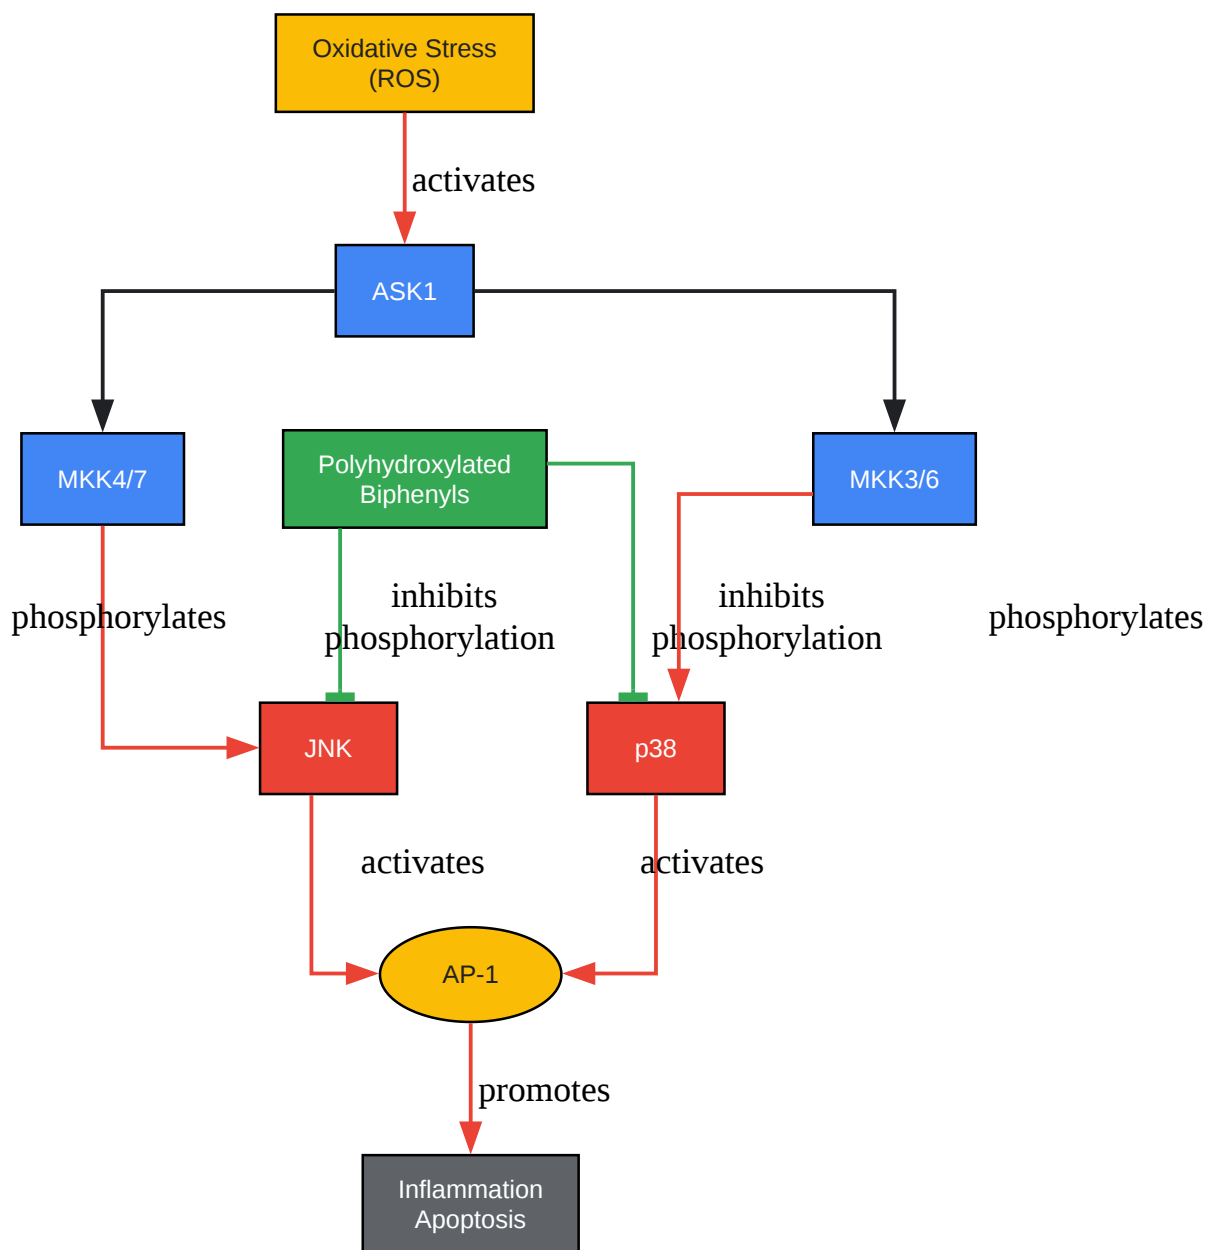 Oxidative Stress
(ROS)
activates
ASK1
MKK4/7
Polyhydroxylated
Biphenyls
MKK3/6
phosphorylates
inhibits
phosphorylation
inhibits
phosphorylation
phosphorylates
JNK
p38
activates
activates
AP-1
promotes
Inflammation
Apoptosis